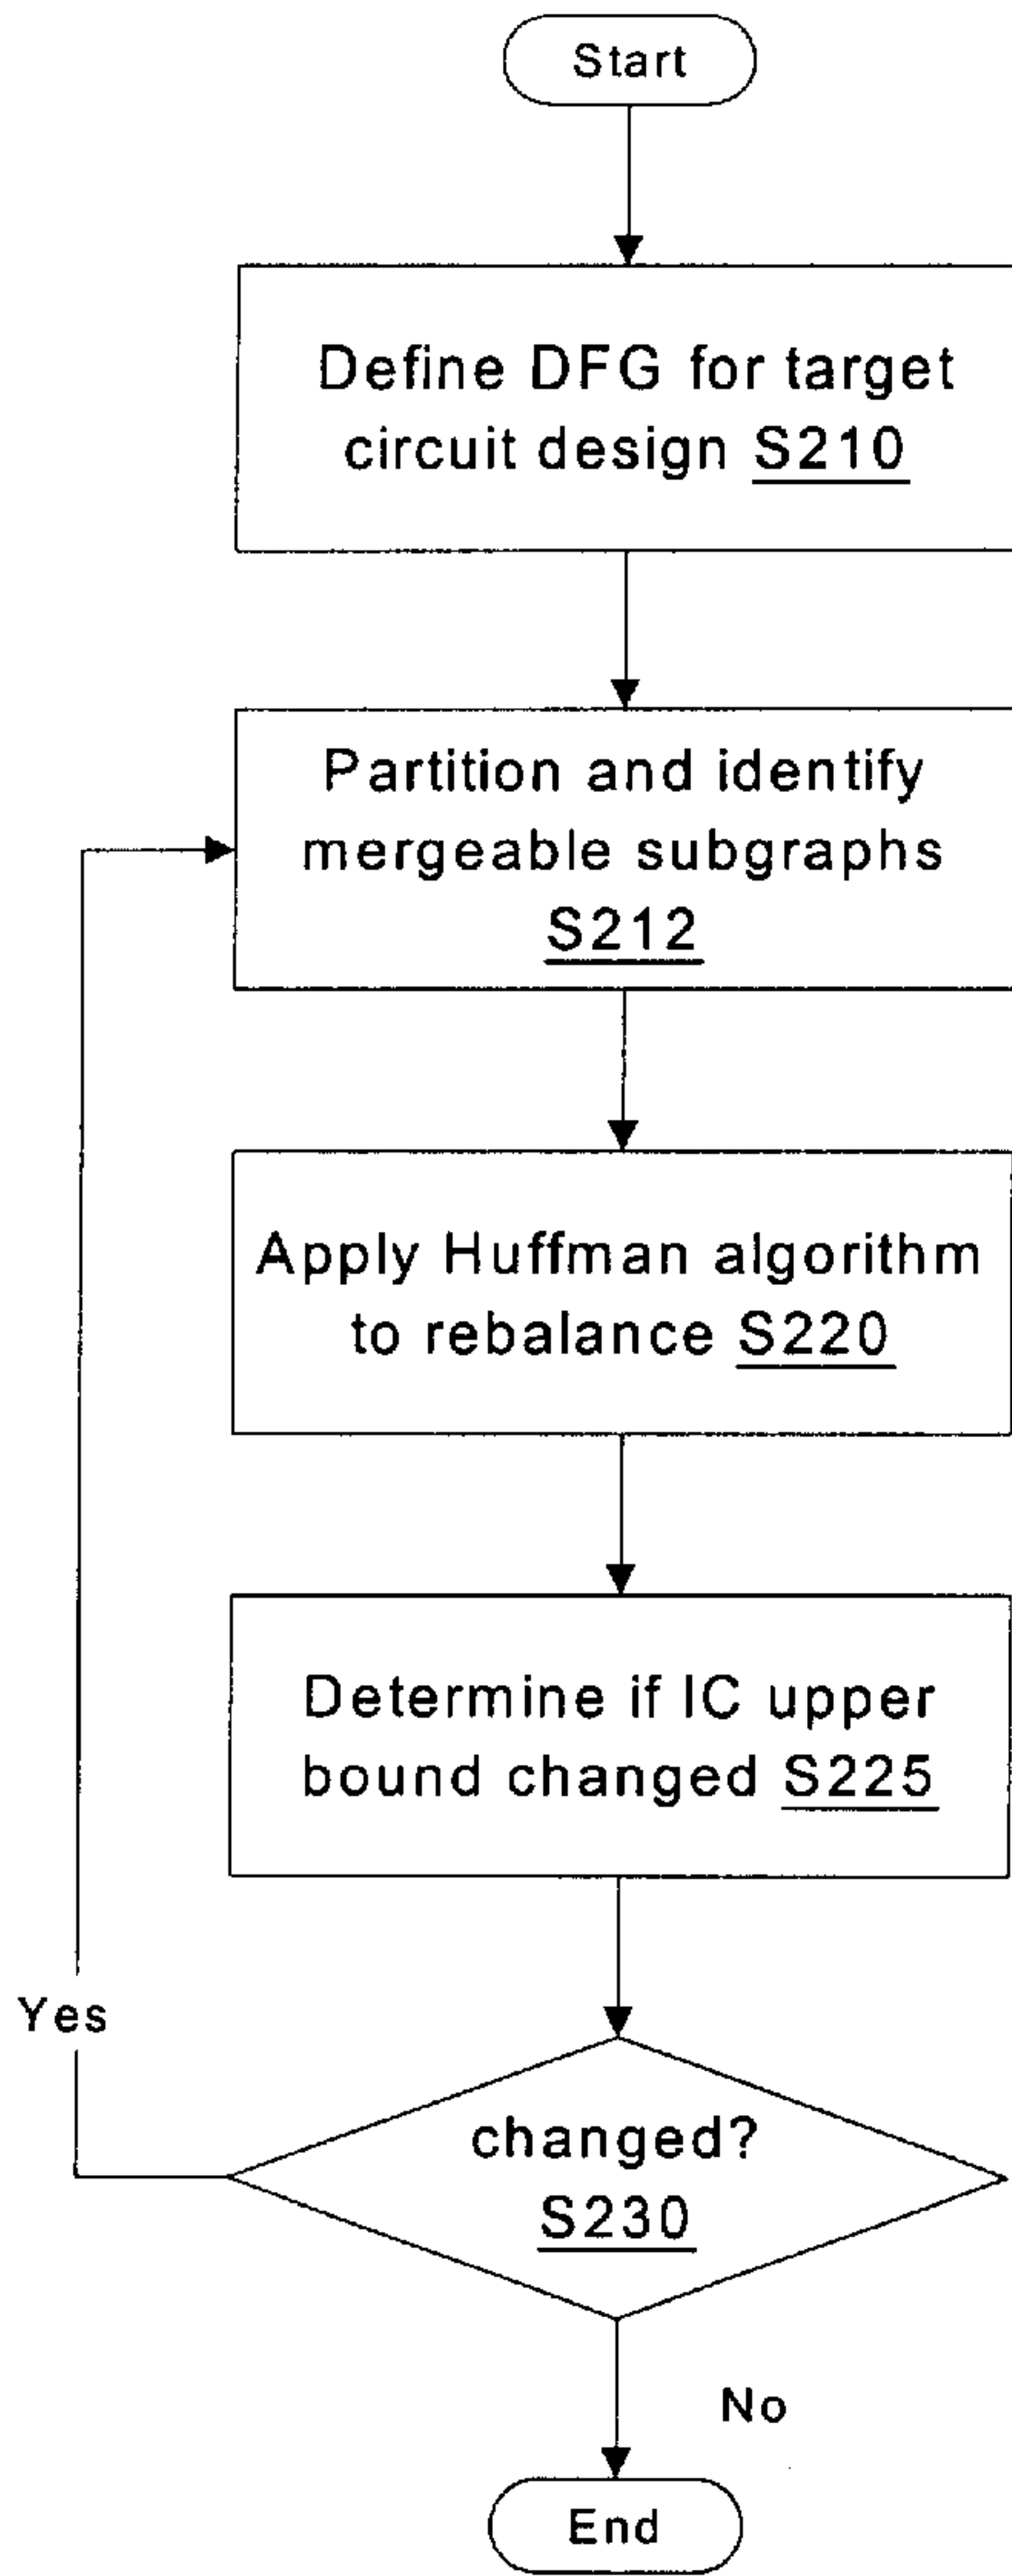 Start
Define DFG for target
circuit design S210
Partition and identify
mergeable subgraphs
S212
Apply Huffman algorithm
to rebalance S220
Determine if IC upper
bound changed S225
Yes
changed?
S230
No
End